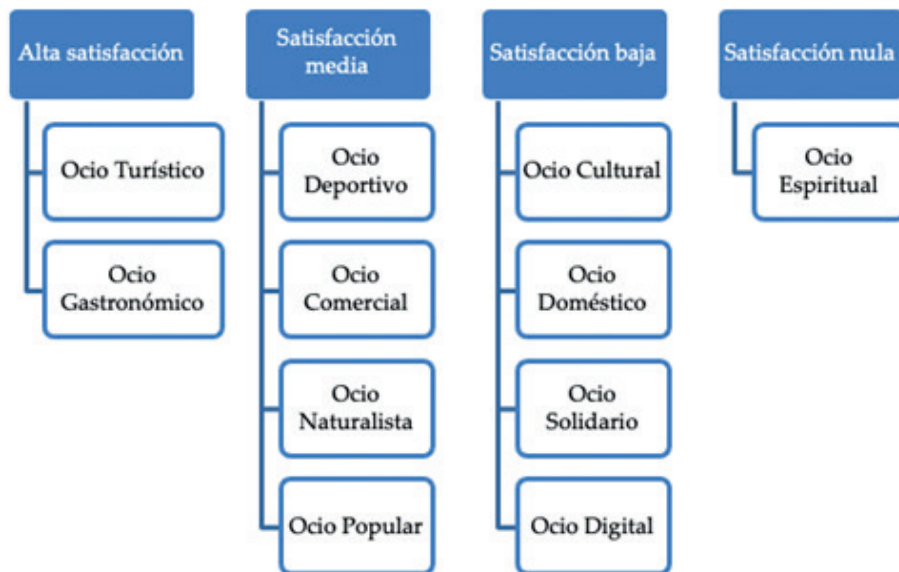 Alta satisfacción
Ocio Turístico
Ocio
Gastronómico
Satisfacción
media
Ocio
Deportivo
Ocio
Comercial
Ocio
Naturalista
Ocio Popular
Satisfacción baja
Ocio Cultural
Ocio
Doméstico
Ocio
Solidario
Ocio Digital
Satisfacción nula
Ocio
Espiritual